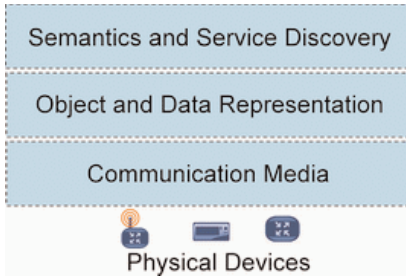 Semantics and Service Discovery
Object and Data Representation
Communication Media
Physical Devices